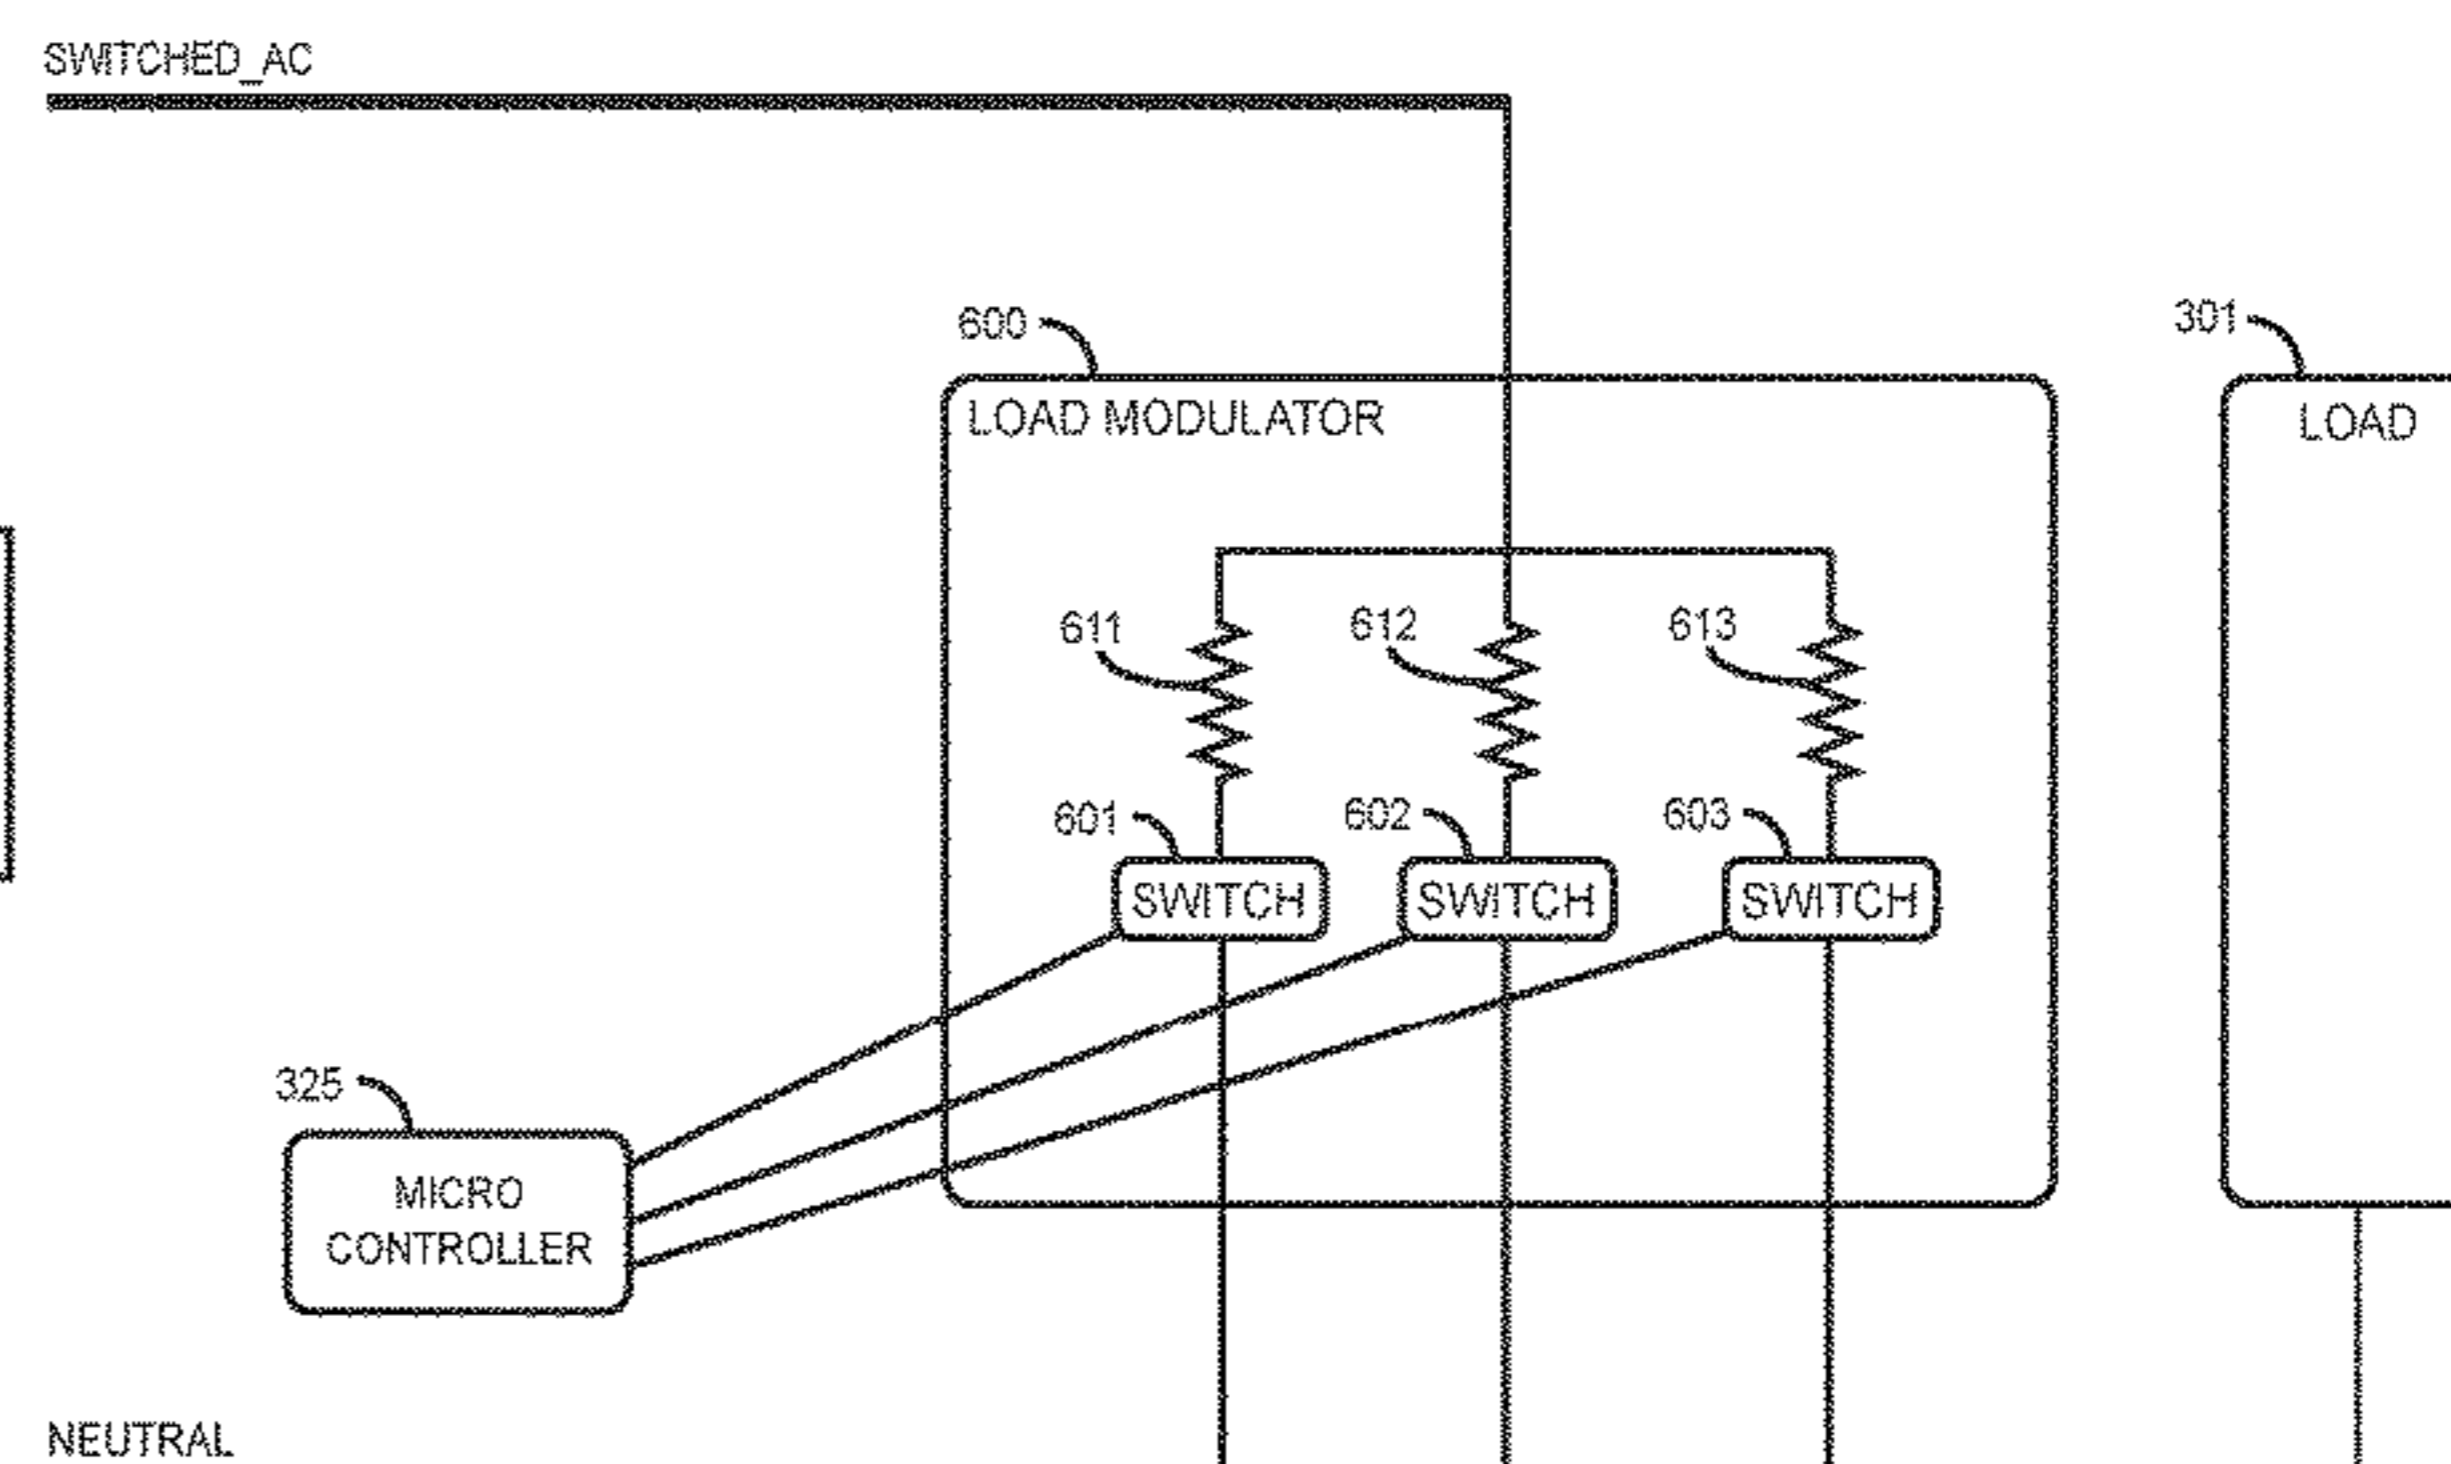 SWITCHED_AC
600
301
LOAD MODULATOR
LOAD
611
612
613
601
602
603
SWITCH
SWITCH
SWITCH
325
MICRO
CONTROLLER
NEUTRAL